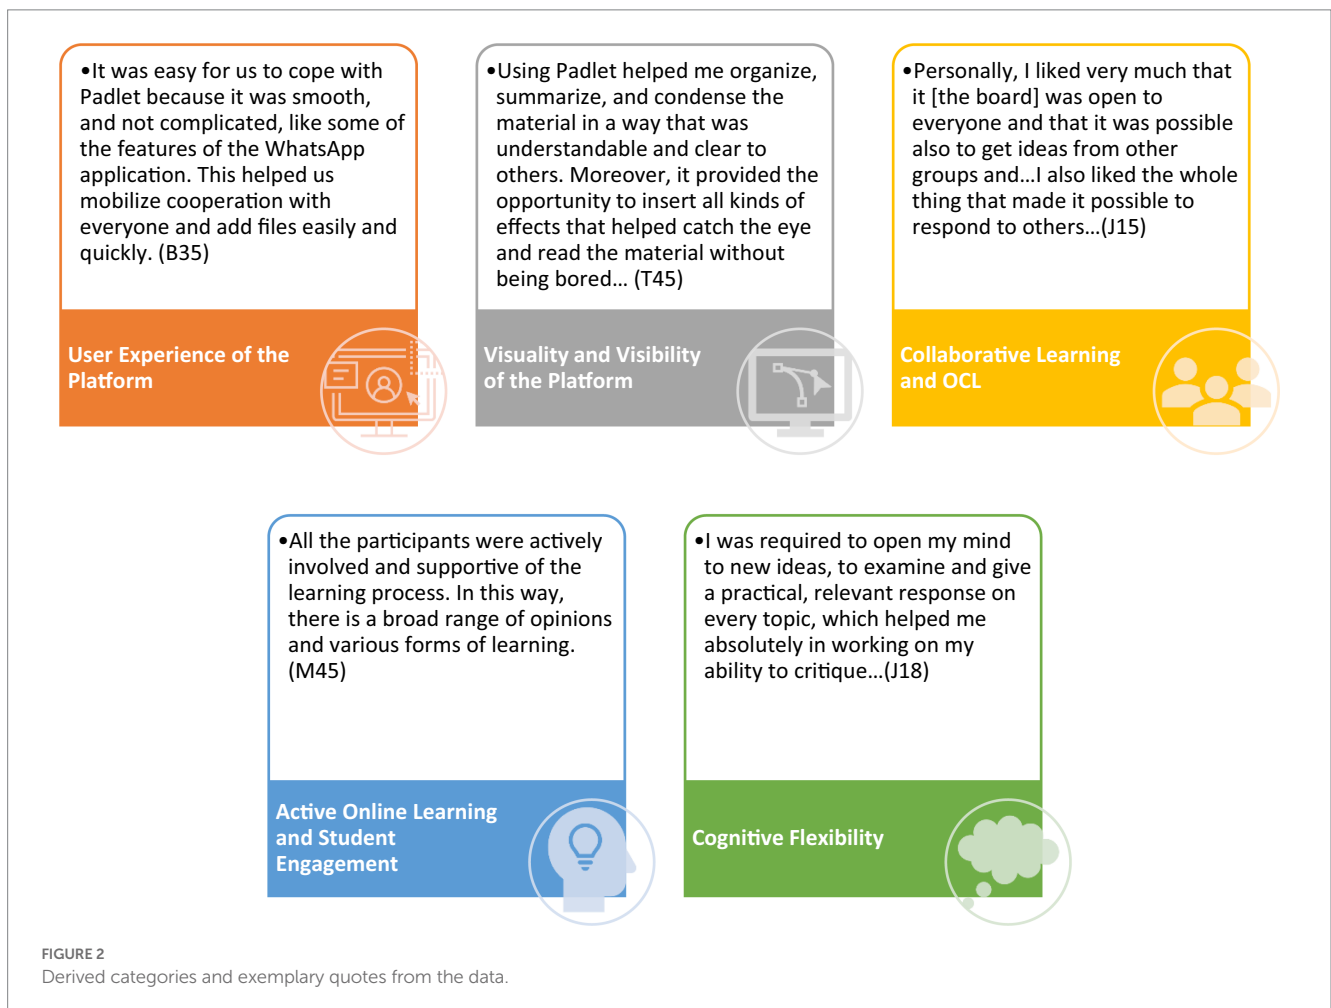 •It was easy for us to cope with
Padlet because it was smooth,
and not complicated, like some of
the features of the WhatsApp
application. This helped us
mobilize cooperation with
everyone and add files easily and
quickly. (B35)
User Experience of the
Platform
•Using Padlet helped me organize,
summarize, and condense the
material in a way that was
understandable and clear to
others. Moreover, it provided the
opportunity to insert all kinds of
effects that helped catch the eye
and read the material without
being bored... (T45)
Visuality and Visibility
of the Platform
•Personally, I liked very much that
it [the board] was open to
everyone and that it was possible
also to get ideas from other
groups and...I also liked the whole
thing that made it possible to
respond to others...(J15)
Collaborative Learning
and OCL
•All the participants were actively
involved and supportive of the
learning process. In this way,
there is a broad range of opinions
and various forms of learning.
(M45)
Active Online Learning
and Student
Engagement
•I was required to open my mind
to new ideas, to examine and give
a practical, relevant response on
every topic, which helped me
absolutely in working on my
ability to critique...(J18)
Cognitive Flexibility
FIGURE 2
Derived categories and exemplary quotes from the data.